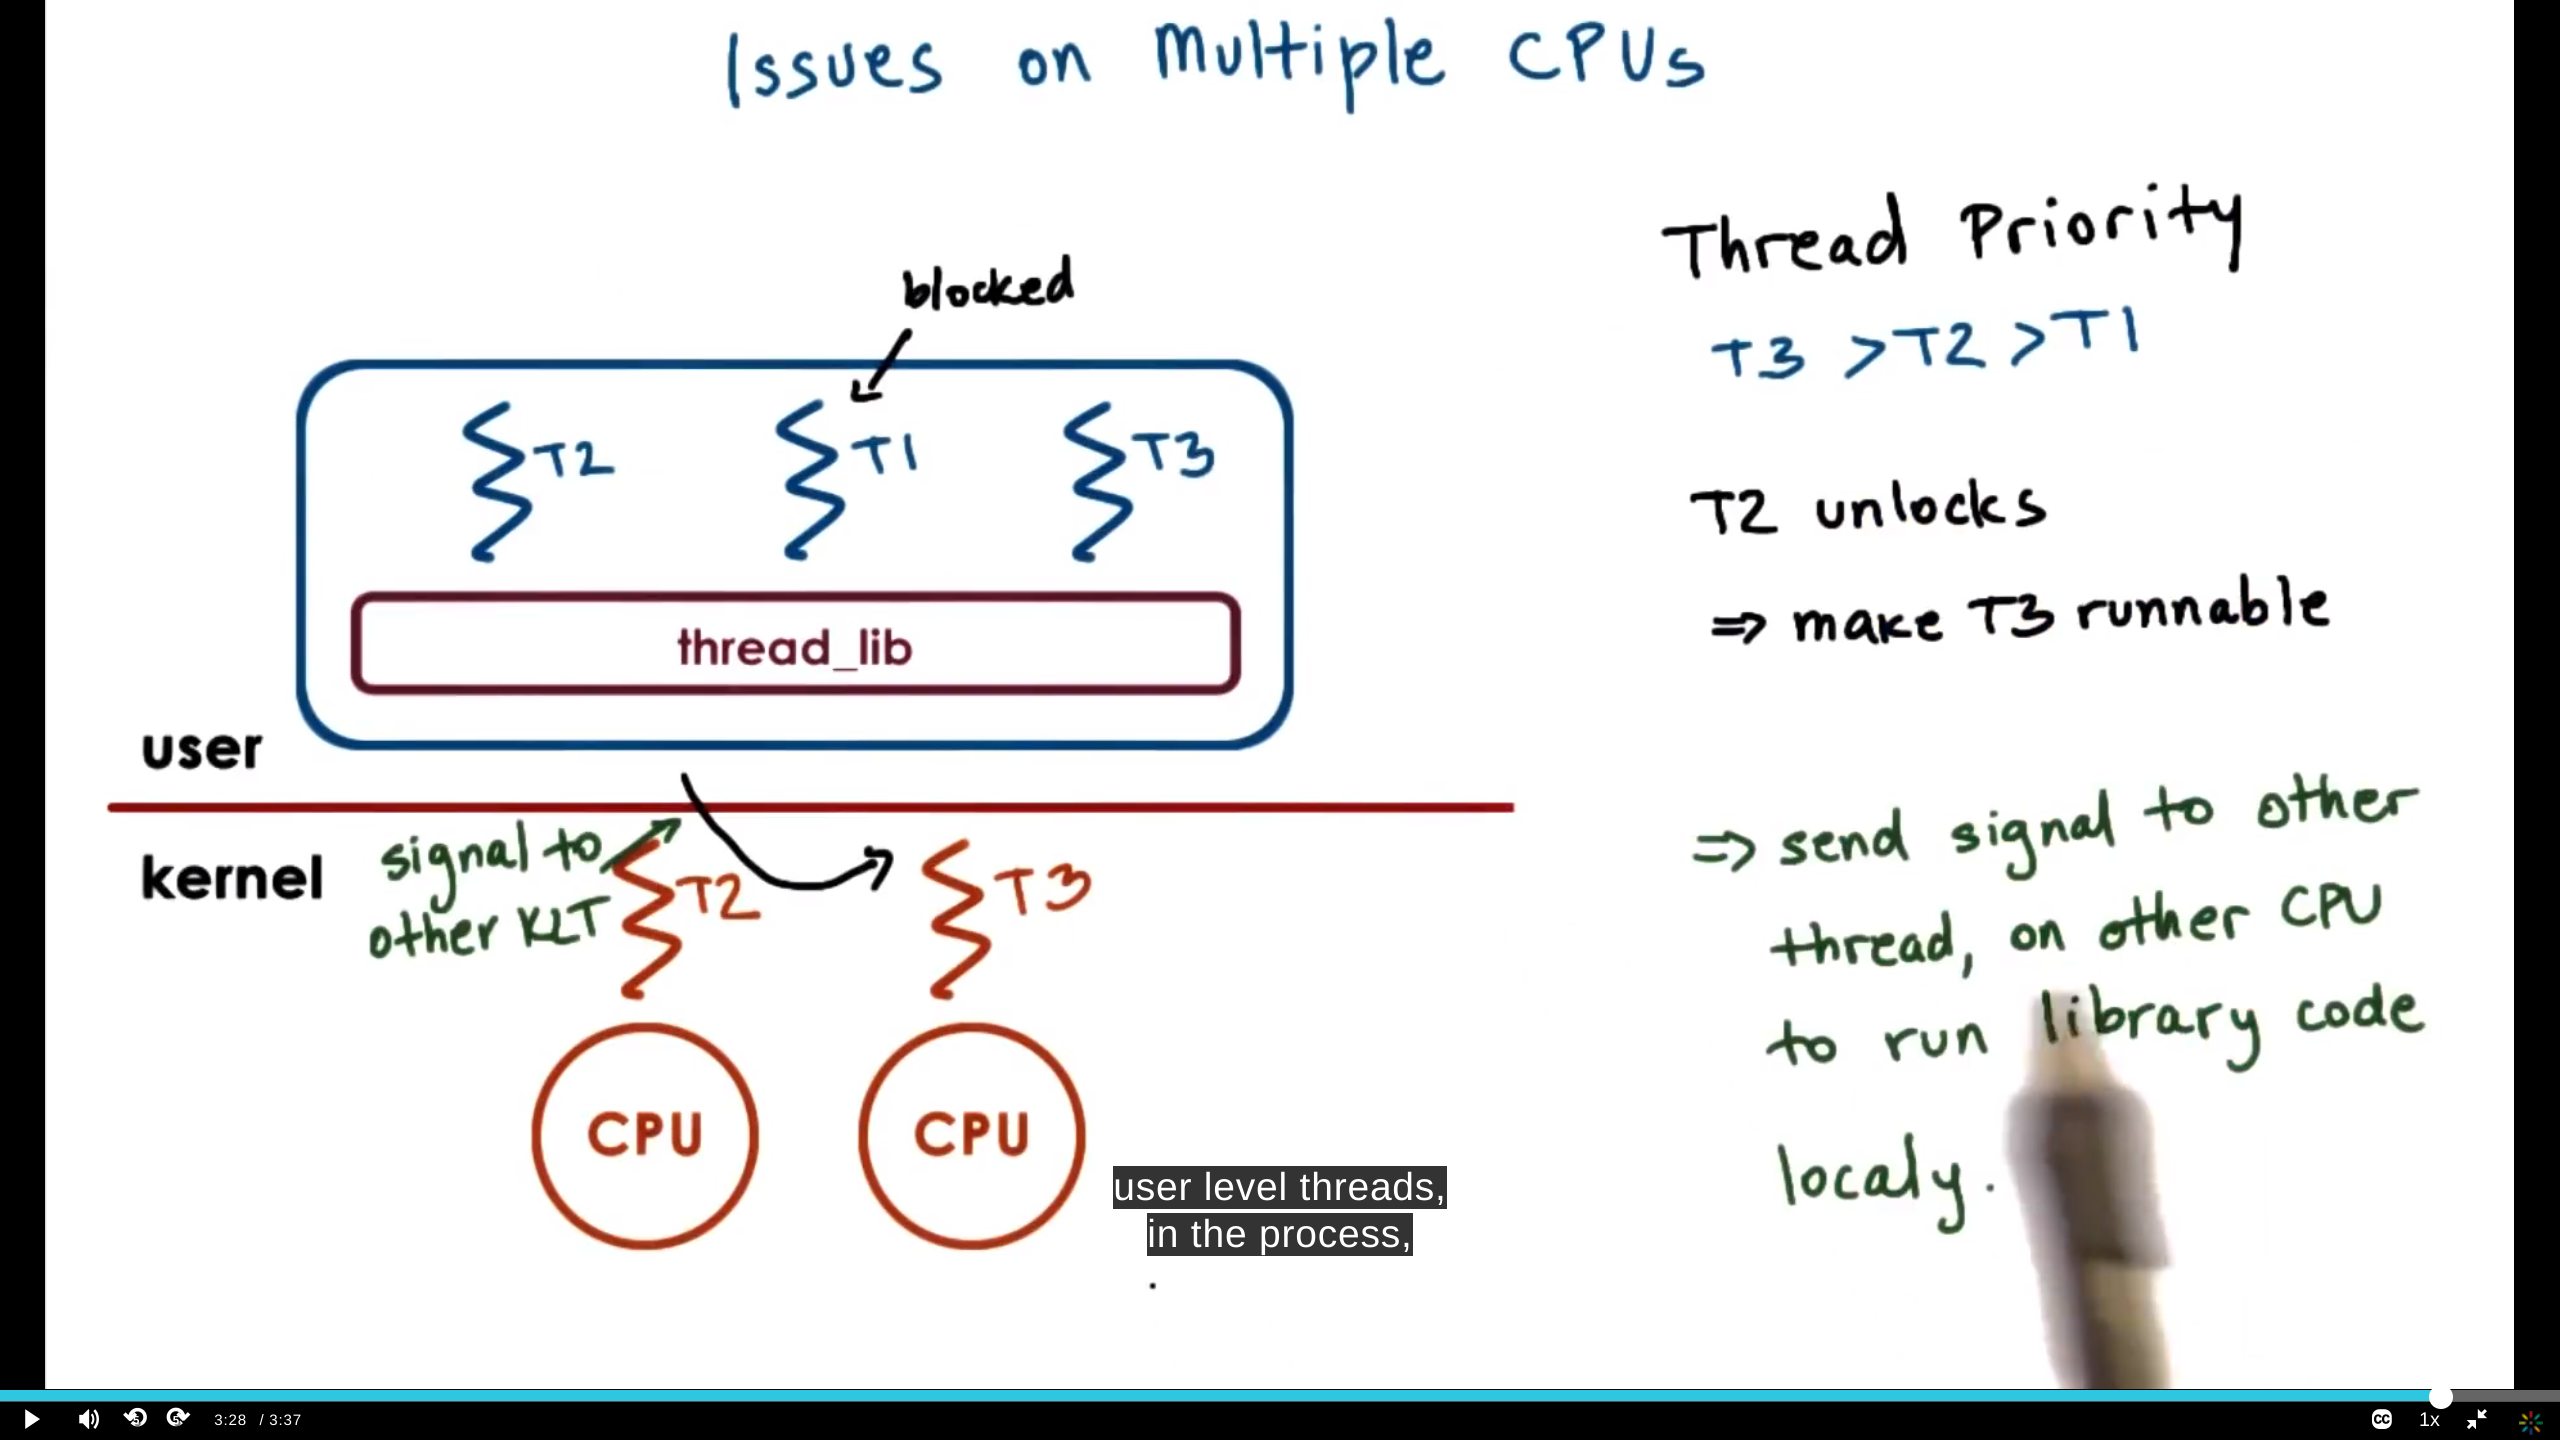 Issues on Multiple CPUs
blocked
T2
T1
T3
thread_lib
user
kernel
signal to
other KLT
T2
T3
CPU
CPU
Thread Priority
T3 > T2 > T1
T2 unlocks
⇒ make T3 runnable
⇒ send signal to other
thread, on other CPU
to run library code
localy.
user level threads,
in the process,
3:28 / 3:37
CC
1x